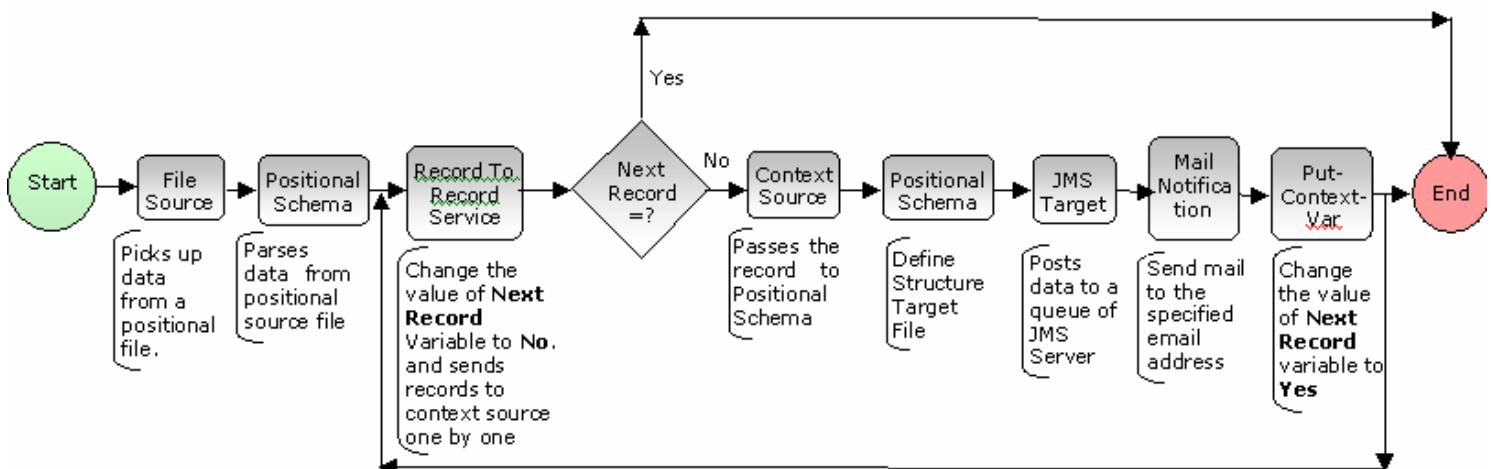 Yes
Start
File
Source
Positional
Schema
Record To
Record
Service
Next
Record
=?
No
Context
Source
Positional
Schema
JMS
Target
Mail
Notifica
tion
Put-
Context-
Var
End
Picks up
data
from a
positional
file.
Parses
data from
positional
source file
Change the
value of Next
Record
Variable to No.
and sends
records to
context source
one by one
Passes the
record to
Positional
Schema
Define
Structure
Target
File
Posts
data to a
queue of
JMS
Server
Send mail
to the
specified
email
address
Change
the value
of Next
Record
variable to
Yes